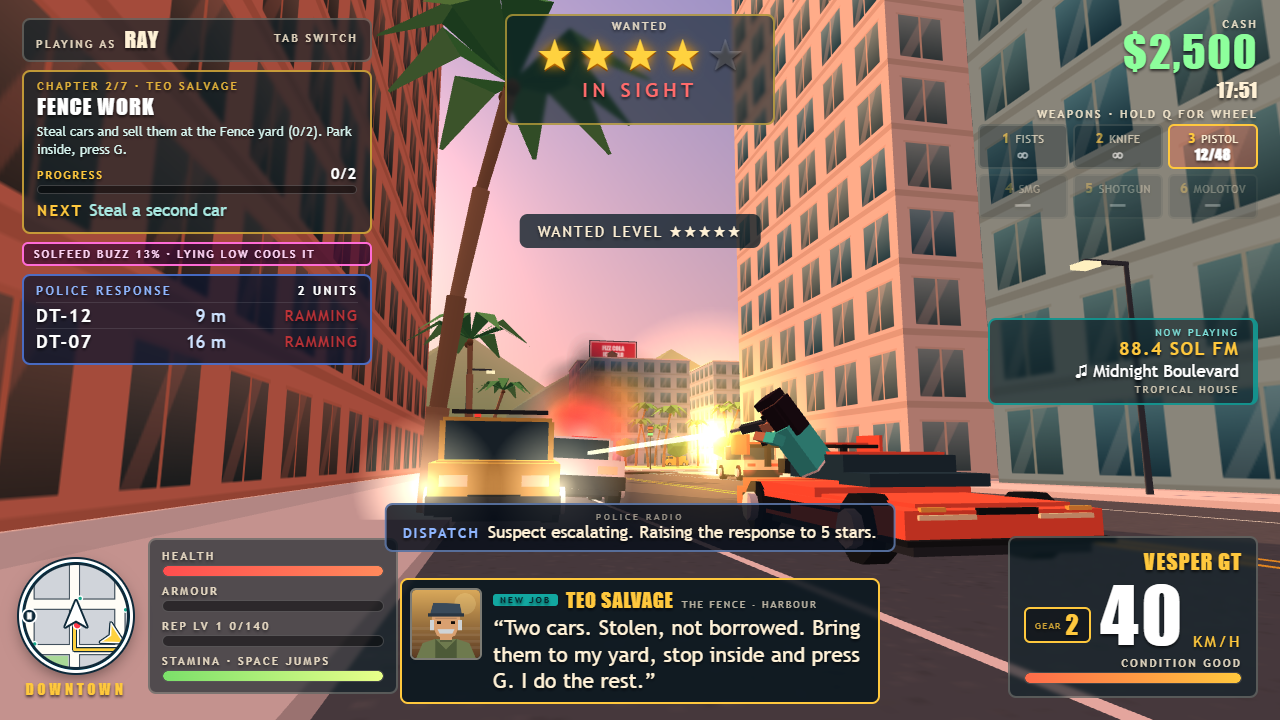 PLAYING AS RAY
TAB SWITCH
CHAPTER 2/7 · TEO SALVAGE
FENCE WORK
Steal cars and sell them at the Fence yard (0/2). Park
inside, press G.
PROGRESS 0/2
NEXT Steal a second car
SOLFEED BUZZ 13% · LYING LOW COOLS IT
POLICE RESPONSE 2 UNITS
DT-12 9 m RAMMING
DT-07 16 m RAMMING
WANTED
★★★★☆
IN SIGHT
WANTED LEVEL ★★★★★
CASH
$2,500
17:51
WEAPONS · HOLD Q FOR WHEEL
1 FISTS ∞
2 KNIFE ∞
3 PISTOL 12/48
4 SMG —
5 SHOTGUN —
6 MOLOTOV —
NOW PLAYING
88.4 SOL FM
♫ Midnight Boulevard
TROPICAL HOUSE
POLICE RADIO
DISPATCH Suspect escalating. Raising the response to 5 stars.
HEALTH
ARMOUR
REP LV 1 0/140
STAMINA · SPACE JUMPS
DOWNTOWN
NEW JOB TEO SALVAGE THE FENCE · HARBOUR
“Two cars. Stolen, not borrowed. Bring
them to my yard, stop inside and press
G. I do the rest.”
VESPER GT
GEAR 2 40 KM/H
CONDITION GOOD